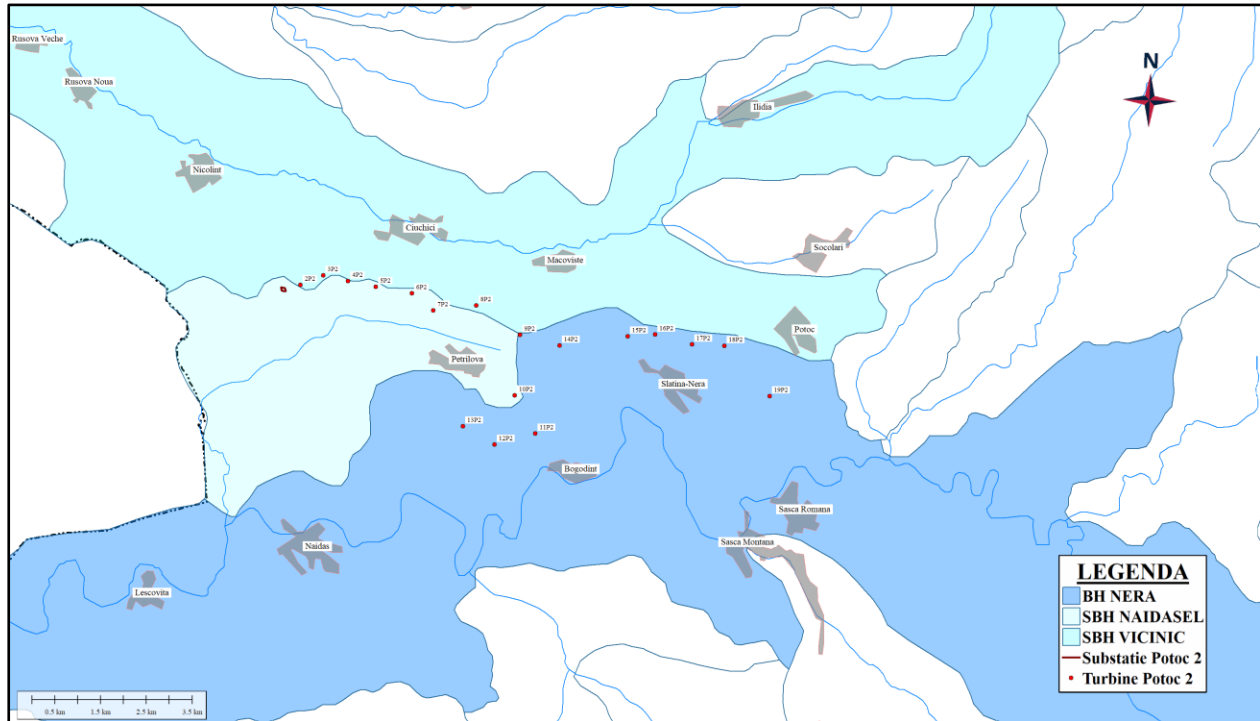 Rusova Veche
N
Rusova Noua
Ilidia
Nicolint
Ciuchici
Socolari
Macoviste
3P2
2P2
4P2
5P2
6P2
8P2
7P2
9P2
15P2
16P2
Potoc
14P2
17P2
18P2
Petrilova
Slatina-Nera
10P2
19P2
13P2
11P2
12P2
Bogodint
Sasca Romana
Naidas
Sasca Montana
Lescovita
LEGENDA
BH NERA
SBH NAIDASEL
SBH VICINIC
Substatie Potoc 2
Turbine Potoc 2
0.5 km 1.5 km 2.5 km 3.5 km